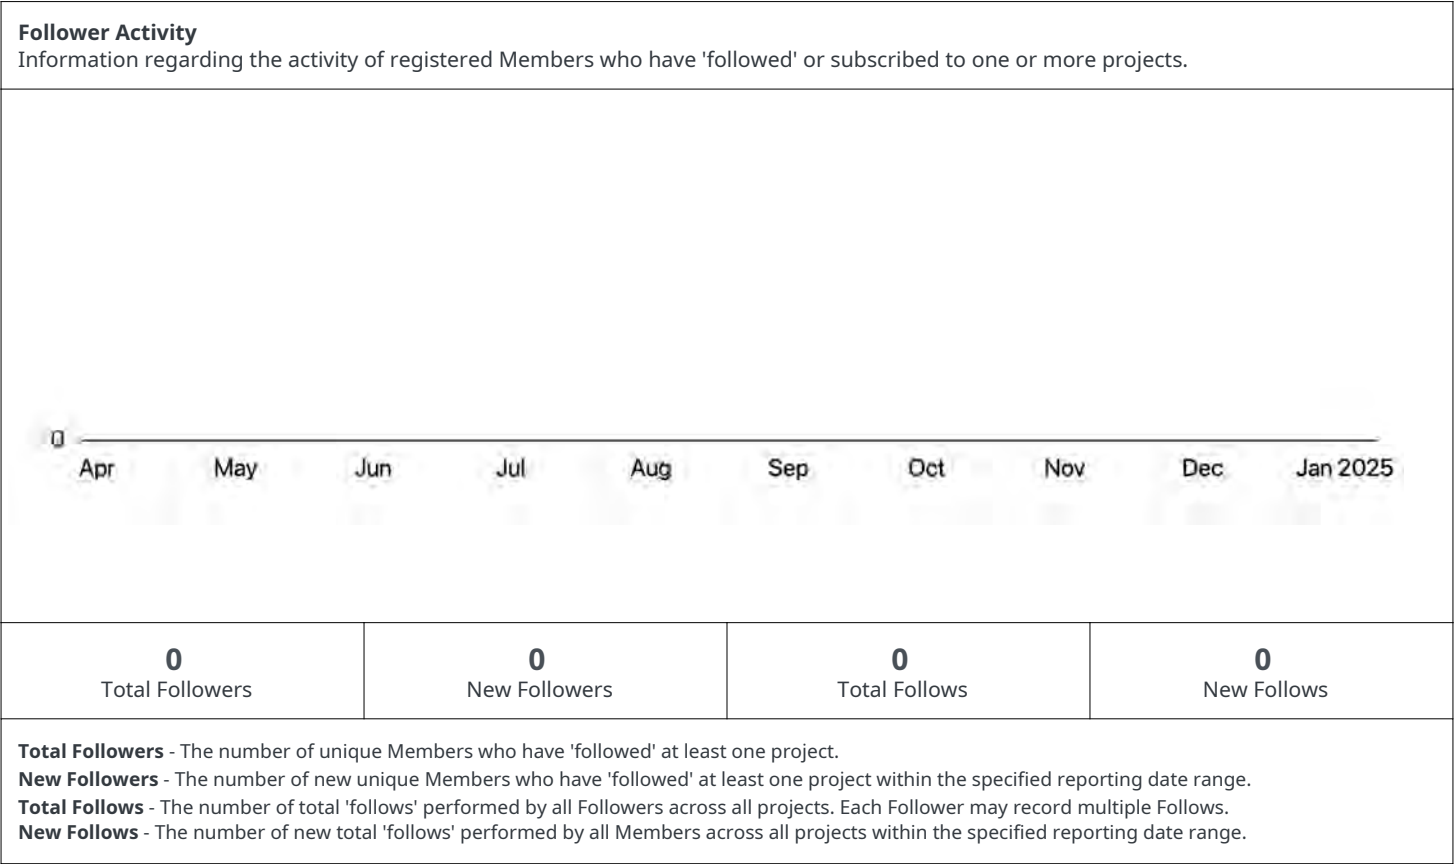 Follower Activity
Information regarding the activity of registered Members who have 'followed' or subscribed to one or more projects.
0
Apr May Jun Jul Aug Sep Oct Nov Dec Jan 2025
0 0 0 0
Total Followers New Followers Total Follows New Follows
Total Followers - The number of unique Members who have 'followed' at least one project.
New Followers - The number of new unique Members who have 'followed' at least one project within the specified reporting date range.
Total Follows - The number of total 'follows' performed by all Followers across all projects. Each Follower may record multiple Follows.
New Follows - The number of new total 'follows' performed by all Members across all projects within the specified reporting date range.